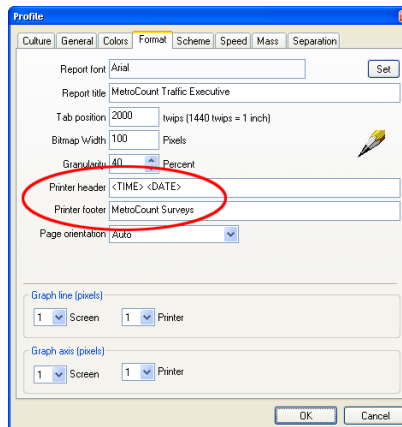 Profile
Culture General Colors Format Scheme Speed Mass Separation
Report font Arial Set
Report title MetroCount Traffic Executive
Tab position 2000 twips (1440 twips = 1 inch)
Bitmap Width 100 Pixels
Granularity 40 Percent
Printer header <TIME> <DATE>
Printer footer MetroCount Surveys
Page orientation Auto
Graph line (pixels)
1 Screen 1 Printer
Graph axis (pixels)
1 Screen 1 Printer
OK Cancel